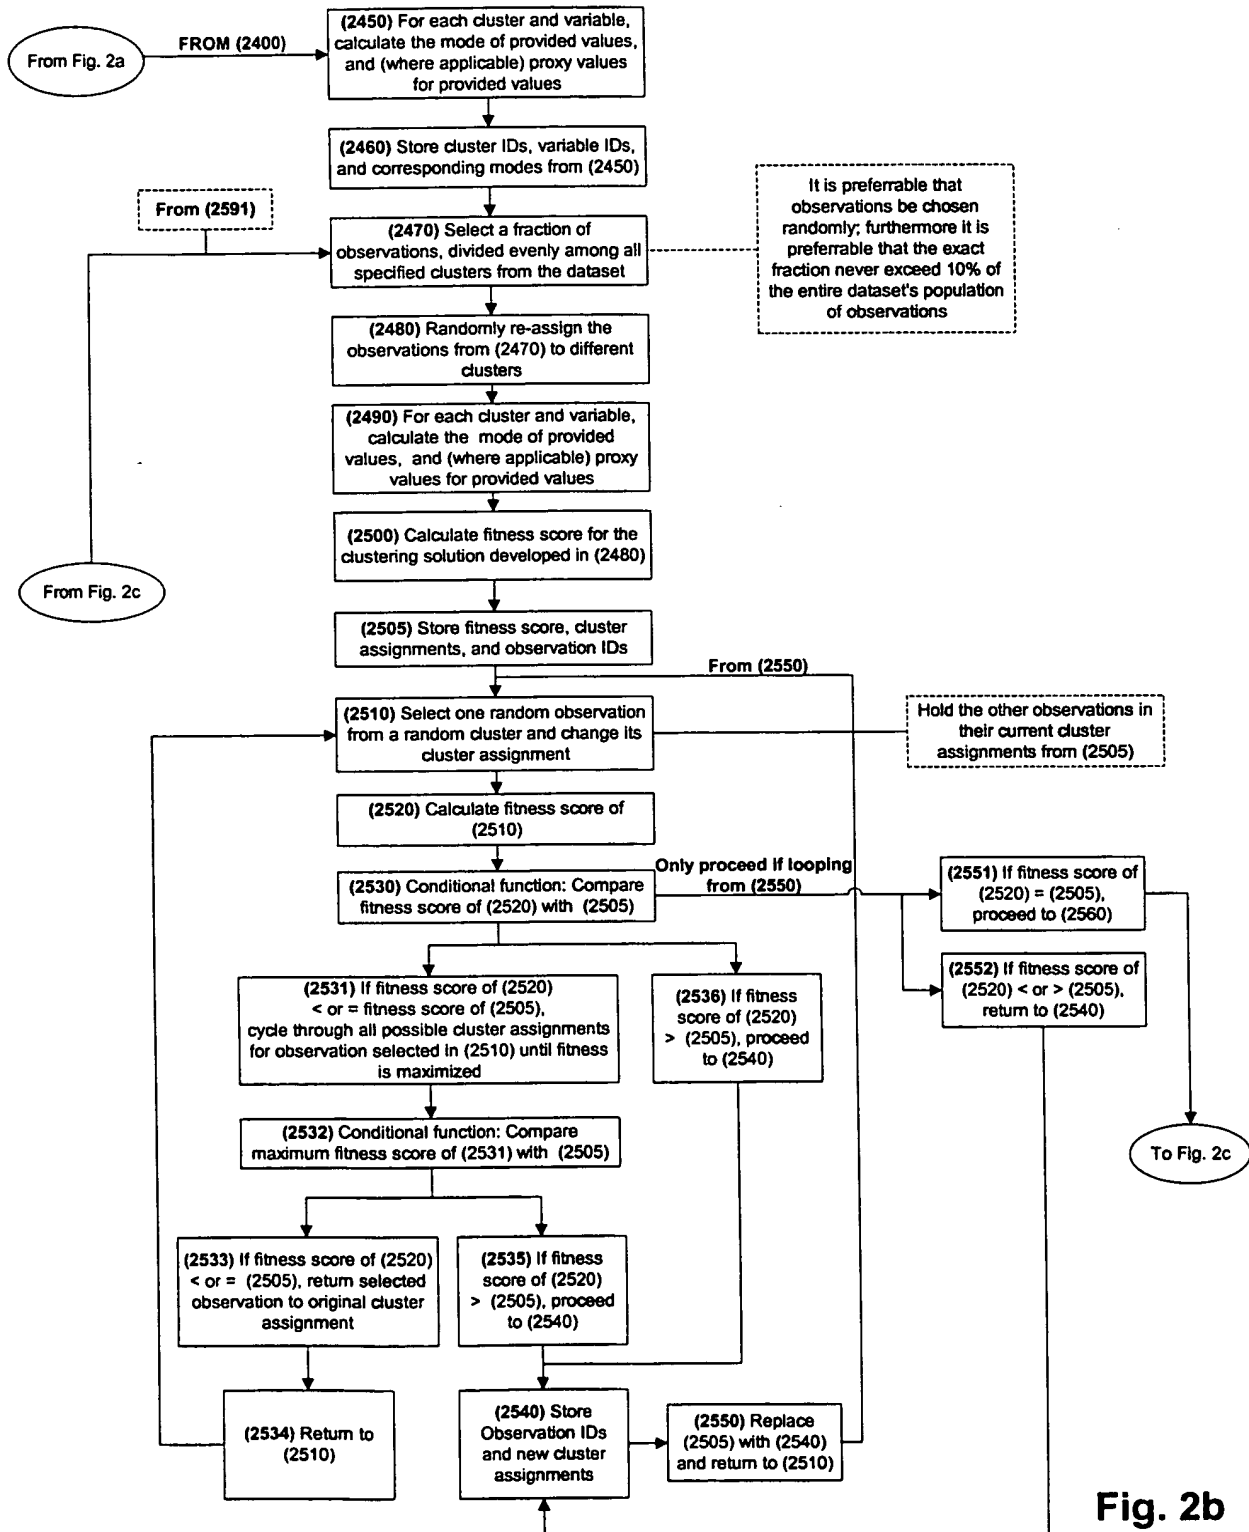 From Fig. 2a
FROM (2400)
(2450) For each cluster and variable,
calculate the mode of provided values,
and (where applicable) proxy values
for provided values
(2460) Store cluster IDs, variable IDs,
and corresponding modes from (2450)
From (2591)
(2470) Select a fraction of
observations, divided evenly among all
specified clusters from the dataset
It is preferrable that
observations be chosen
randomly; furthermore it is
preferrable that the exact
fraction never exceed 10% of
the entire dataset's population
of observations
(2480) Randomly re-assign the
observations from (2470) to different
clusters
(2490) For each cluster and variable,
calculate the mode of provided
values, and (where applicable) proxy
values for provided values
(2500) Calculate fitness score for the
clustering solution developed in (2480)
From Fig. 2c
(2505) Store fitness score, cluster
assignments, and observation IDs
From (2550)
(2510) Select one random observation
from a random cluster and change its
cluster assignment
Hold the other observations in
their current cluster
assignments from (2505)
(2520) Calculate fitness score of
(2510)
(2530) Conditional function: Compare
fitness score of (2520) with (2505)
Only proceed if looping
from (2550)
(2551) If fitness score of
(2520) = (2505),
proceed to (2560)
(2552) If fitness score of
(2520) < or > (2505),
return to (2540)
(2531) If fitness score of (2520)
< or = fitness score of (2505),
cycle through all possible cluster assignments
for observation selected in (2510) until fitness
is maximized
(2536) If fitness
score of (2520)
> (2505), proceed
to (2540)
(2532) Conditional function: Compare
maximum fitness score of (2531) with (2505)
To Fig. 2c
(2533) If fitness score of (2520)
< or = (2505), return selected
observation to original cluster
assignment
(2535) If fitness
score of (2520)
> (2505), proceed
to (2540)
(2534) Return to
(2510)
(2540) Store
Observation IDs
and new cluster
assignments
(2550) Replace
(2505) with (2540)
and return to (2510)
Fig. 2b